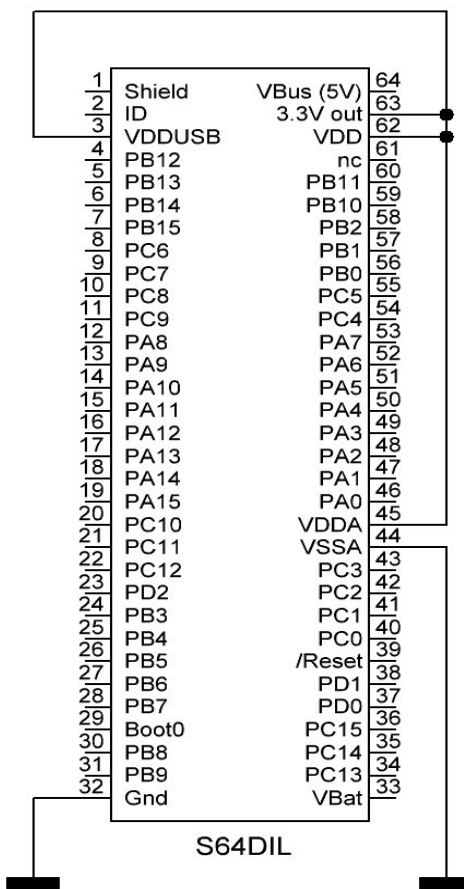 1 Shield VBus (5V) 64
2 ID 3.3V out 63
3 VDDUSB VDD 62
4 PB12 nc 61
5 PB13 PB11 60
6 PB14 PB10 59
7 PB15 PB2 58
8 PC6 PB1 57
9 PC7 PB0 56
10 PC8 PC5 55
11 PC9 PC4 54
12 PA8 PA7 53
13 PA9 PA6 52
14 PA10 PA5 51
15 PA11 PA4 50
16 PA12 PA3 49
17 PA13 PA2 48
18 PA14 PA1 47
19 PA15 PA0 46
20 PC10 VDDA 45
21 PC11 VSSA 44
22 PC12 PC3 43
23 PD2 PC2 42
24 PB3 PC1 41
25 PB4 PC0 40
26 PB5 /Reset 39
27 PB6 PD1 38
28 PB7 PD0 37
29 Boot0 PC15 36
30 PB8 PC14 35
31 PB9 PC13 34
32 Gnd VBat 33
S64DIL